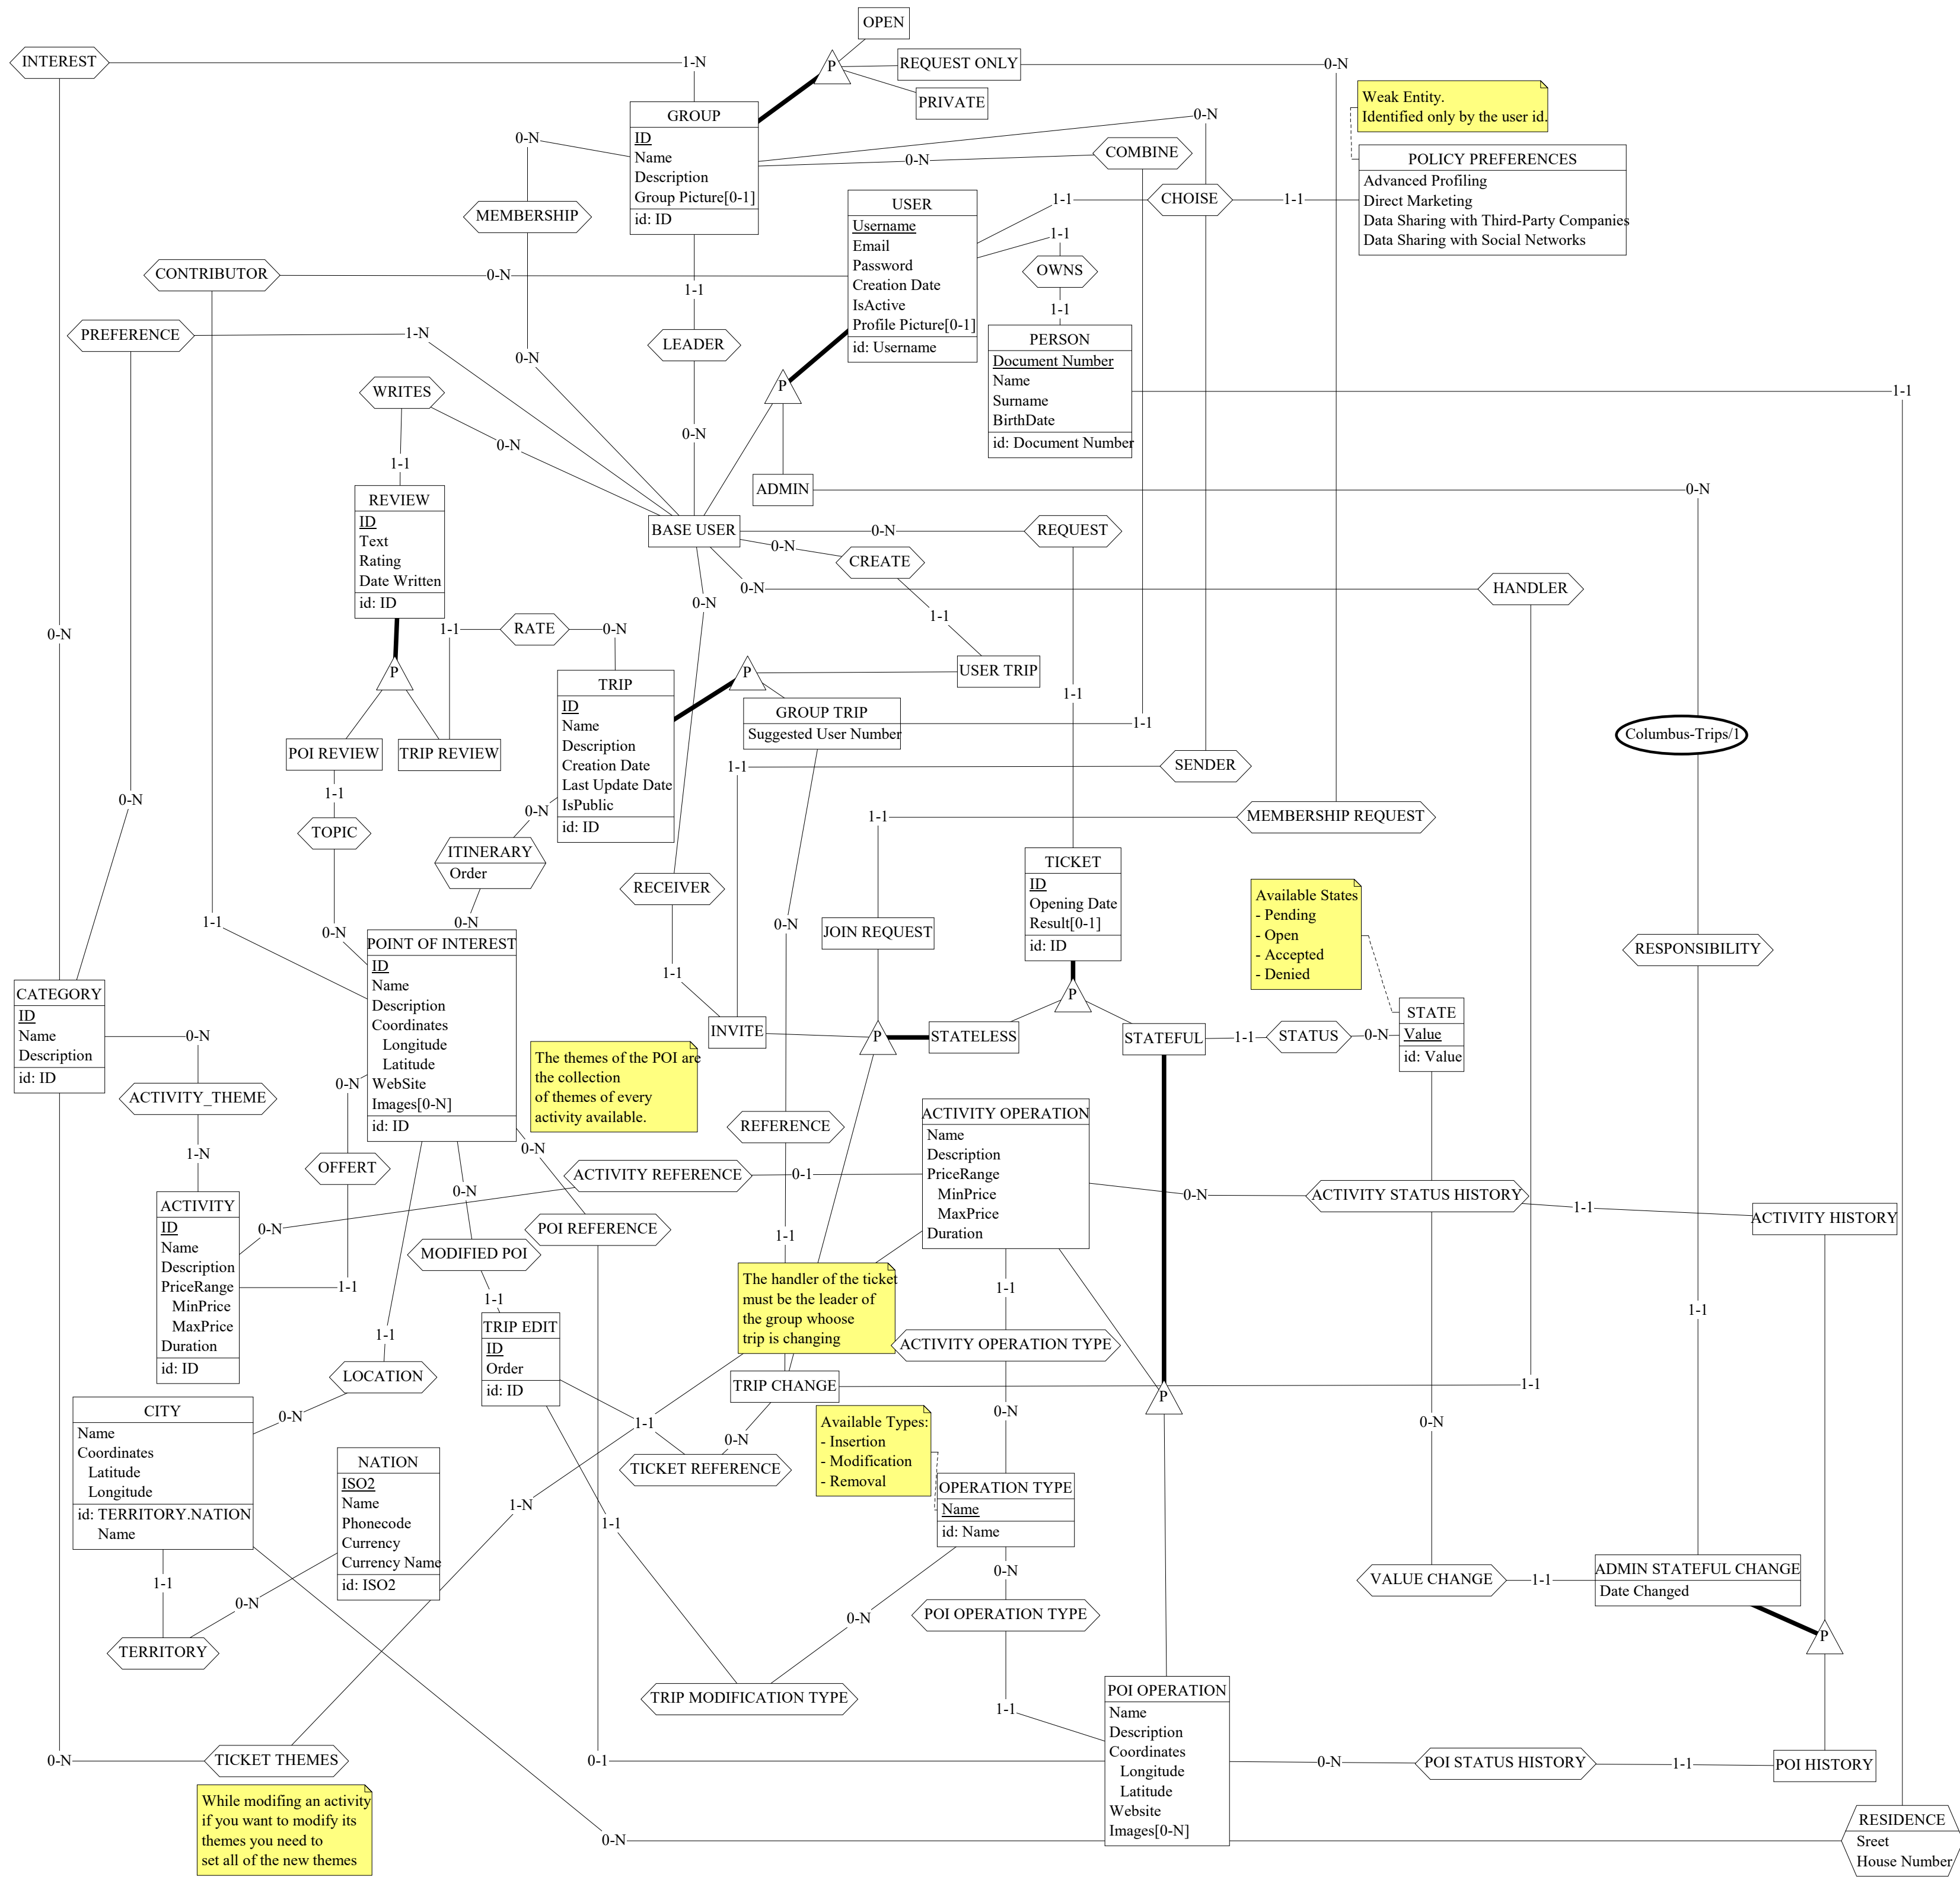 OPEN
INTEREST
1-N
P
REQUEST ONLY
0-N
PRIVATE
Weak Entity.
Identified only by the user id.
GROUP
ID
Name
Description
Group Picture[0-1]
id: ID
0-N
0-N
0-N
COMBINE
MEMBERSHIP
POLICY PREFERENCES
Advanced Profiling
Direct Marketing
Data Sharing with Third-Party Companies
Data Sharing with Social Networks
USER
Username
Email
Password
Creation Date
IsActive
Profile Picture[0-1]
id: Username
1-1
CHOISE
1-1
1-1
OWNS
1-1
CONTRIBUTOR
0-N
1-1
PREFERENCE
1-N
LEADER
0-N
PERSON
Document Number
Name
Surname
BirthDate
id: Document Number
1-1
P
WRITES
0-N
0-N
1-1
ADMIN
0-N
REVIEW
ID
Text
Rating
Date Written
id: ID
BASE USER
0-N
REQUEST
0-N
CREATE
0-N
HANDLER
0-N
1-1
0-N
1-1
RATE
0-N
P
P
USER TRIP
TRIP
ID
Name
Description
Creation Date
Last Update Date
IsPublic
id: ID
GROUP TRIP
Suggested User Number
1-1
1-1
POI REVIEW
TRIP REVIEW
Columbus-Trips/1
1-1
SENDER
1-1
0-N
0-N
TOPIC
1-1
MEMBERSHIP REQUEST
ITINERARY
Order
TICKET
ID
Opening Date
Result[0-1]
id: ID
RECEIVER
Available States
- Pending
- Open
- Accepted
- Denied
1-1
0-N
0-N
0-N
JOIN REQUEST
RESPONSIBILITY
POINT OF INTEREST
ID
Name
Description
Coordinates
Longitude
Latitude
WebSite
Images[0-N]
id: ID
1-1
CATEGORY
ID
Name
Description
id: ID
P
INVITE
P
STATELESS
STATEFUL
1-1
STATUS
0-N
STATE
Value
id: Value
0-N
The themes of the POI are
the collection
of themes of every
activity available.
0-N
ACTIVITY_THEME
REFERENCE
ACTIVITY OPERATION
Name
Description
PriceRange
MinPrice
MaxPrice
Duration
0-N
1-N
OFFERT
ACTIVITY REFERENCE
0-1
0-N
0-N
ACTIVITY STATUS HISTORY
1-1
ACTIVITY HISTORY
ACTIVITY
ID
Name
Description
PriceRange
MinPrice
MaxPrice
Duration
id: ID
0-N
POI REFERENCE
1-1
MODIFIED POI
1-1
The handler of the ticket
must be the leader of
the group whoose
trip is changing
1-1
1-1
1-1
TRIP EDIT
ID
Order
id: ID
1-1
ACTIVITY OPERATION TYPE
LOCATION
TRIP CHANGE
1-1
P
CITY
Name
Coordinates
Latitude
Longitude
id: TERRITORY.NATION
Name
0-N
1-1
0-N
0-N
0-N
Available Types:
- Insertion
- Modification
- Removal
TICKET REFERENCE
NATION
ISO2
Name
Phonecode
Currency
Currency Name
id: ISO2
OPERATION TYPE
Name
id: Name
1-N
1-1
1-1
0-N
0-N
VALUE CHANGE
1-1
ADMIN STATEFUL CHANGE
Date Changed
0-N
POI OPERATION TYPE
P
TERRITORY
TRIP MODIFICATION TYPE
1-1
POI OPERATION
Name
Description
Coordinates
Longitude
Latitude
Website
Images[0-N]
0-N
TICKET THEMES
0-1
0-N
POI STATUS HISTORY
1-1
POI HISTORY
While modifing an activity
if you want to modify its
themes you need to
set all of the new themes
0-N
RESIDENCE
Sreet
House Number